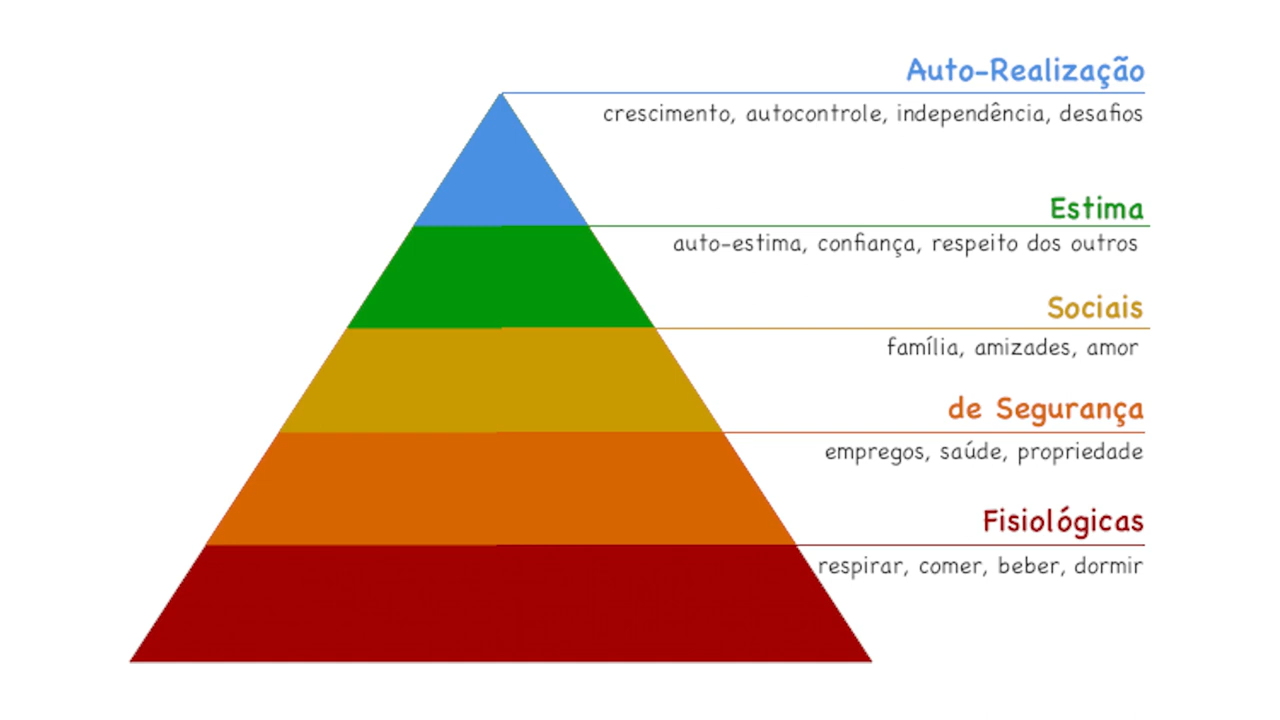 Auto-Realização
crescimento, autocontrole, independência, desafios
Estima
auto-estima, confiança, respeito dos outros
Sociais
família, amizades, amor
de Segurança
empregos, saúde, propriedade
Fisiológicas
respirar, comer, beber, dormir